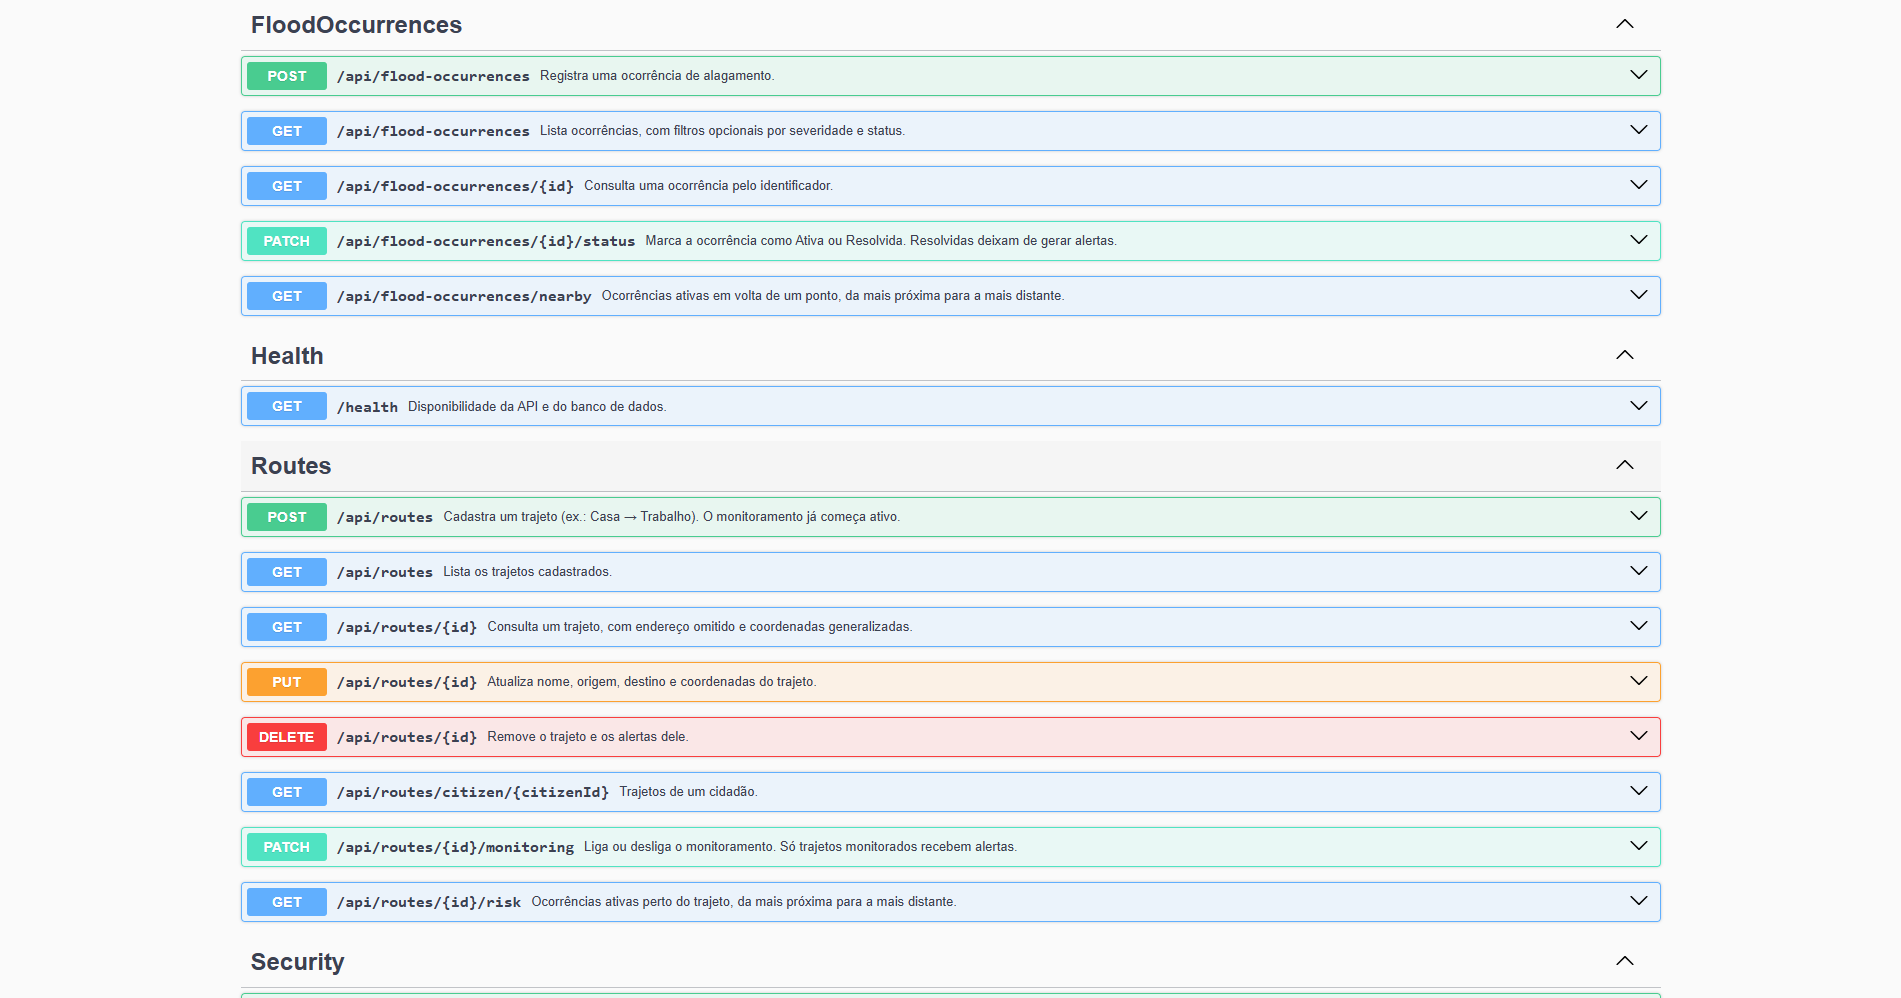 FloodOccurrences
POST /api/flood-occurrences Registra uma ocorrência de alagamento.
GET /api/flood-occurrences Lista ocorrências, com filtros opcionais por severidade e status.
GET /api/flood-occurrences/{id} Consulta uma ocorrência pelo identificador.
PATCH /api/flood-occurrences/{id}/status Marca a ocorrência como Ativa ou Resolvida. Resolvidas deixam de gerar alertas.
GET /api/flood-occurrences/nearby Ocorrências ativas em volta de um ponto, da mais próxima para a mais distante.
Health
GET /health Disponibilidade da API e do banco de dados.
Routes
POST /api/routes Cadastra um trajeto (ex.: Casa → Trabalho). O monitoramento já começa ativo.
GET /api/routes Lista os trajetos cadastrados.
GET /api/routes/{id} Consulta um trajeto, com endereço omitido e coordenadas generalizadas.
PUT /api/routes/{id} Atualiza nome, origem, destino e coordenadas do trajeto.
DELETE /api/routes/{id} Remove o trajeto e os alertas dele.
GET /api/routes/citizen/{citizenId} Trajetos de um cidadão.
PATCH /api/routes/{id}/monitoring Liga ou desliga o monitoramento. Só trajetos monitorados recebem alertas.
GET /api/routes/{id}/risk Ocorrências ativas perto do trajeto, da mais próxima para a mais distante.
Security